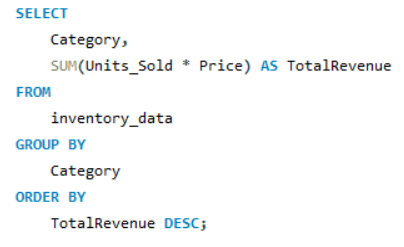 SELECT
    Category,
    SUM(Units_Sold * Price) AS TotalRevenue
FROM
    inventory_data
GROUP BY
    Category
ORDER BY
    TotalRevenue DESC;